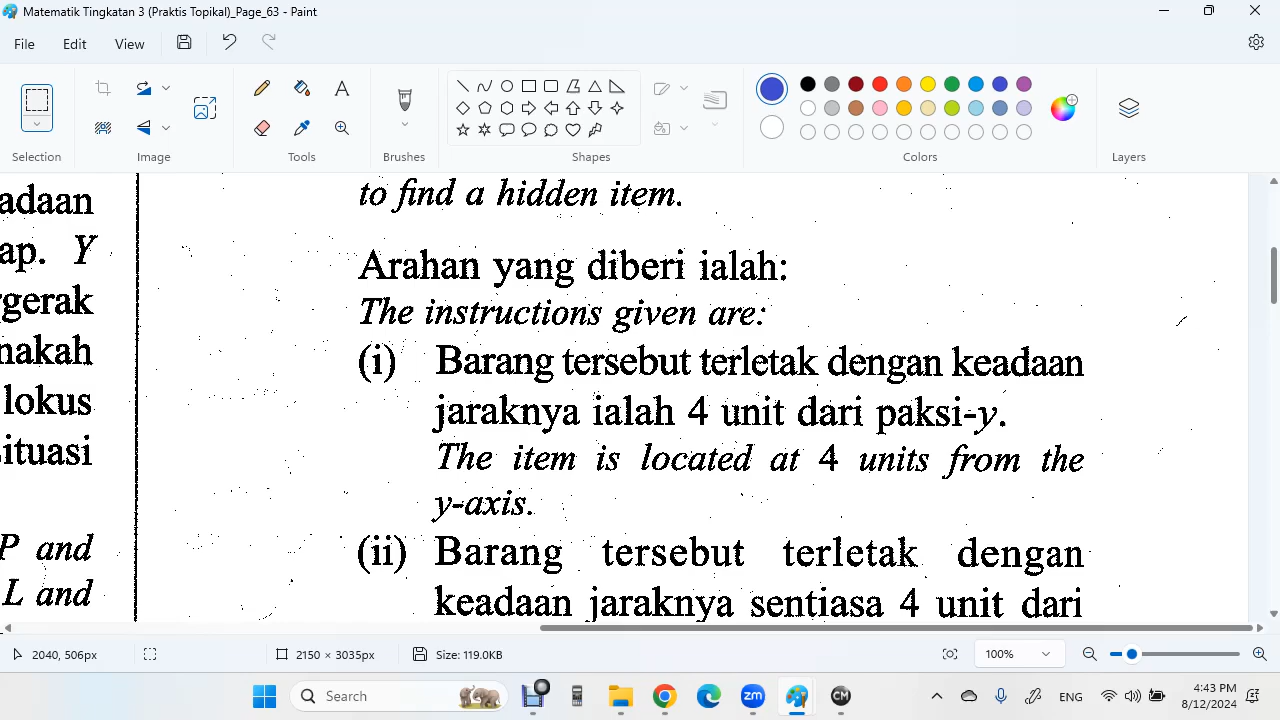 Matematik Tingkatan 3 (Praktis Topikal)_Page_63 - Paint
File Edit View
Selection Image Tools Brushes Shapes Colors Layers
to find a hidden item.
adaan
ap. Y
gerak
nakah
lokus
ituasi
P and
L and
Arahan yang diberi ialah:
The instructions given are:
(i) Barang tersebut terletak dengan keadaan
jaraknya ialah 4 unit dari paksi-y.
The item is located at 4 units from the
y-axis.
(ii) Barang tersebut terletak dengan
keadaan jaraknya sentiasa 4 unit dari
2040, 506px 2150 × 3035px Size: 119.0KB 100%
Search zm CM ENG 4:43 PM
8/12/2024